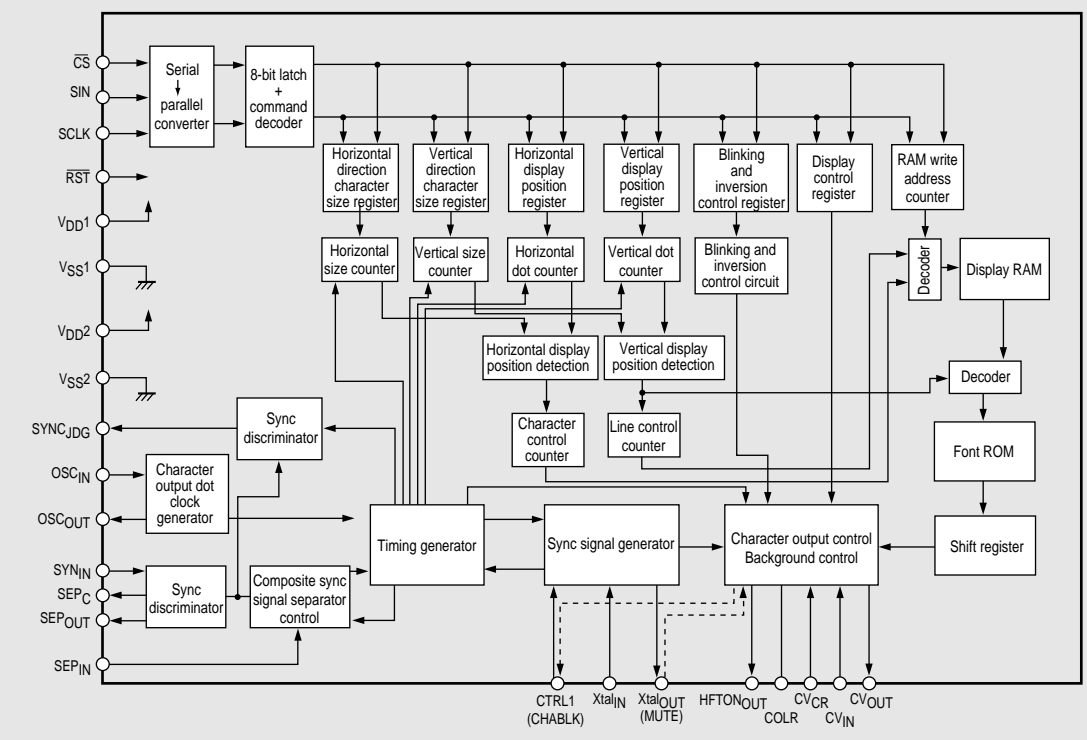 CS
SIN
SCLK
RST
VDD1
VSS1
VDD2
VSS2
SYNCJDG
OSCIN
OSCOUT
SYNIN
SEPC
SEPOUT
SEPIN
Serial
parallel
converter
8-bit latch
+
command
decoder
Horizontal
direction
character
size register
Vertical
direction
character
size register
Horizontal
display
position
register
Vertical
display
position
register
Blinking
and
inversion
control register
Display
control
register
RAM write
address
counter
Horizontal
size counter
Vertical size
counter
Horizontal
dot counter
Vertical dot
counter
Blinking and
inversion
control circuit
Decoder
Display RAM
Horizontal display
position detection
Vertical display
position detection
Decoder
Character
control
counter
Line control
counter
Font ROM
Sync
discriminator
Character
output dot
clock
generator
Timing generator
Sync signal generator
Character output control
Background control
Shift register
Sync
discriminator
Composite sync
signal separator
control
CTRL1
(CHABLK)
XtalIN
XtalOUT
(MUTE)
HFTONOUT
COLR
CVCR
CVIN
CVOUT